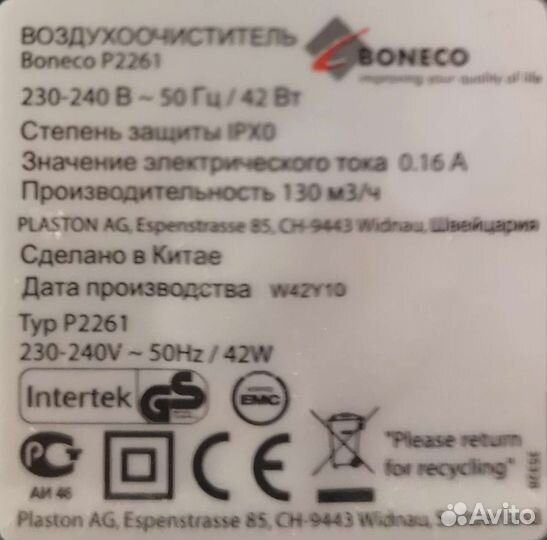 ВОЗДУХООЧИСТИТЕЛЬ
Boneco P2261
BONECO
improving your quality of life
230-240 В ~ 50 Гц / 42 Вт
Степень защиты IPX0
Значение электрического тока 0.16 А
Производительность 130 м3/ч
PLASTON AG, Espenstrasse 85, CH-9443 Widnau, Швейцария
Сделано в Китае
Дата производства W42Y10
Typ P2261
230-240V ~ 50Hz / 42W
Intertek GS
EMC
РСТ
АИ 46
CE
"Please return
for recycling"
Plaston AG, Espenstrasse 85, CH-9443 Widnau,
Avito